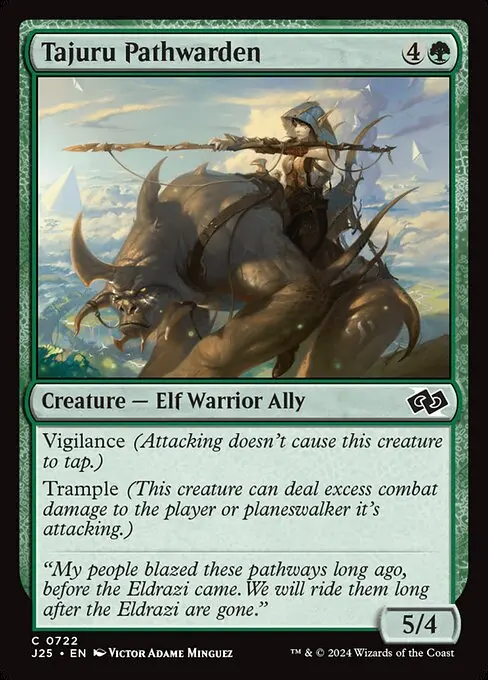 Tajuru Pathwarden 4
Creature — Elf Warrior Ally
Vigilance (Attacking doesn't cause this creature
to tap.)
Trample (This creature can deal excess combat
damage to the player or planeswalker it's
attacking.)
“My people blazed these pathways long ago,
before the Eldrazi came. We will ride them long
after the Eldrazi are gone.”
5/4
C 0722
J25 • EN Victor Adame Minguez
™ & © 2024 Wizards of the Coast